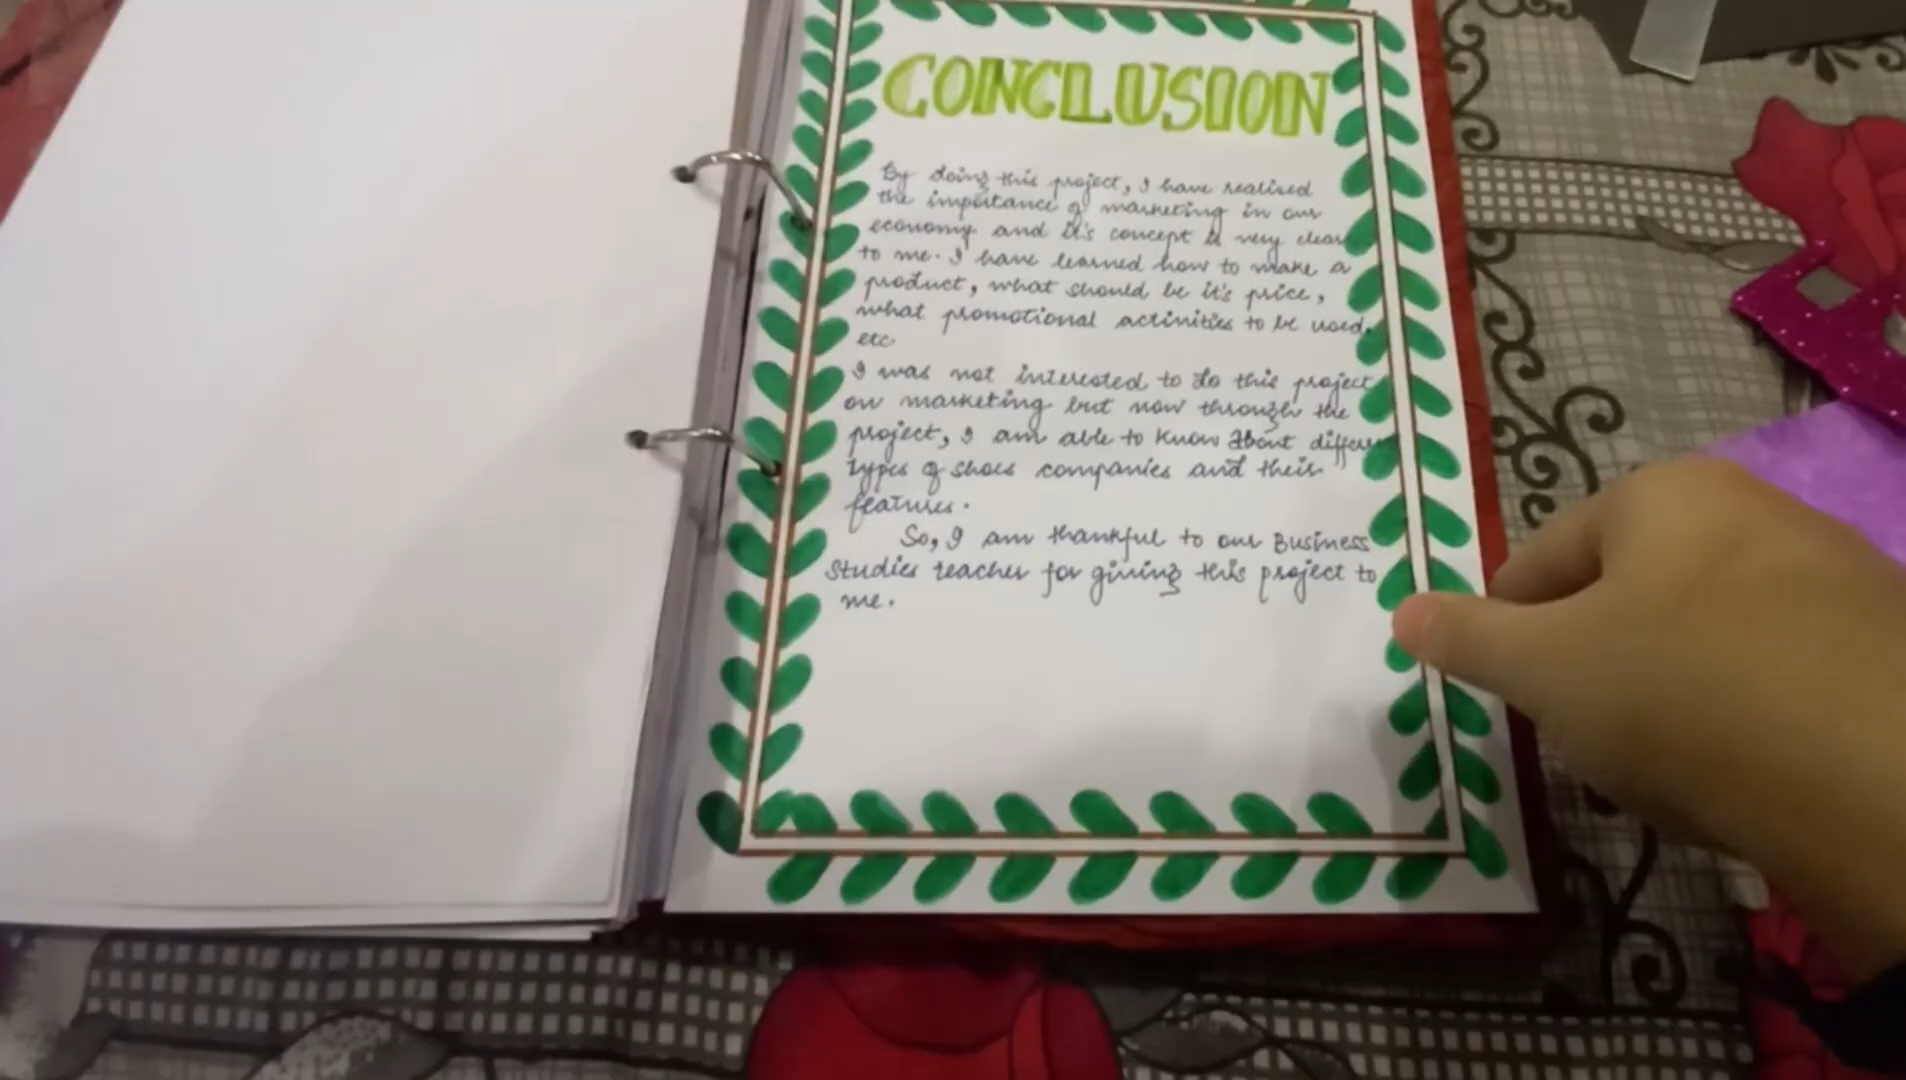 CONCLUSION
By doing this project, I have realised
the importance of marketing in our
economy and it's concept is very clear
to me. I have learned how to make a
product, what should be it's price,
what promotional activities to be used,
etc
I was not interested to do this project
on marketing but now through the
project, I am able to know about
types of shoes companies and their
features.
So, I am thankful to our Business
Studies teacher for giving this project to
me.